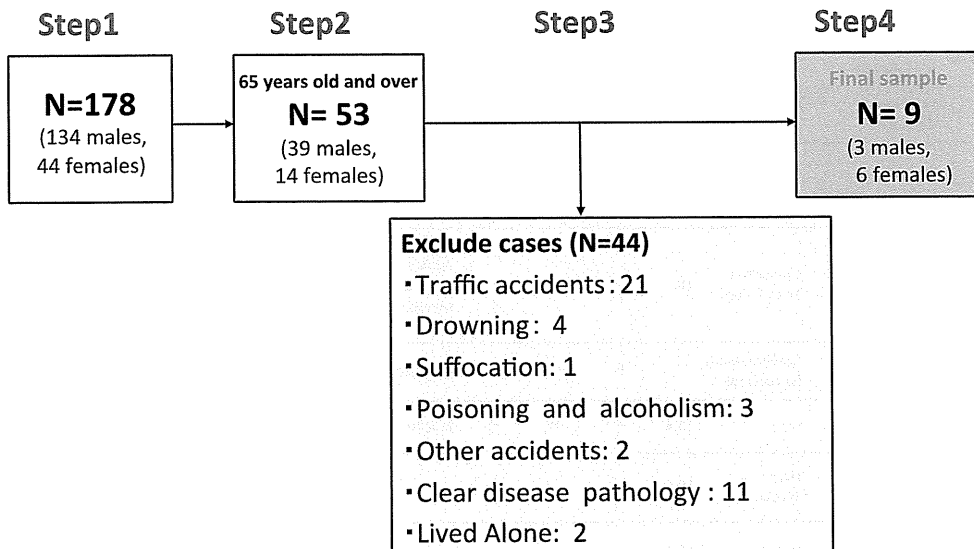 Step1
Step2
Step3
Step4
N=178
(134 males,
44 females)
65 years old and over
N= 53
(39 males,
14 females)
Final sample
N= 9
(3 males,
6 females)
Exclude cases (N=44)
・Traffic accidents: 21
・Drowning: 4
・Suffocation: 1
・Poisoning and alcoholism: 3
・Other accidents: 2
・Clear disease pathology : 11
・Lived Alone: 2